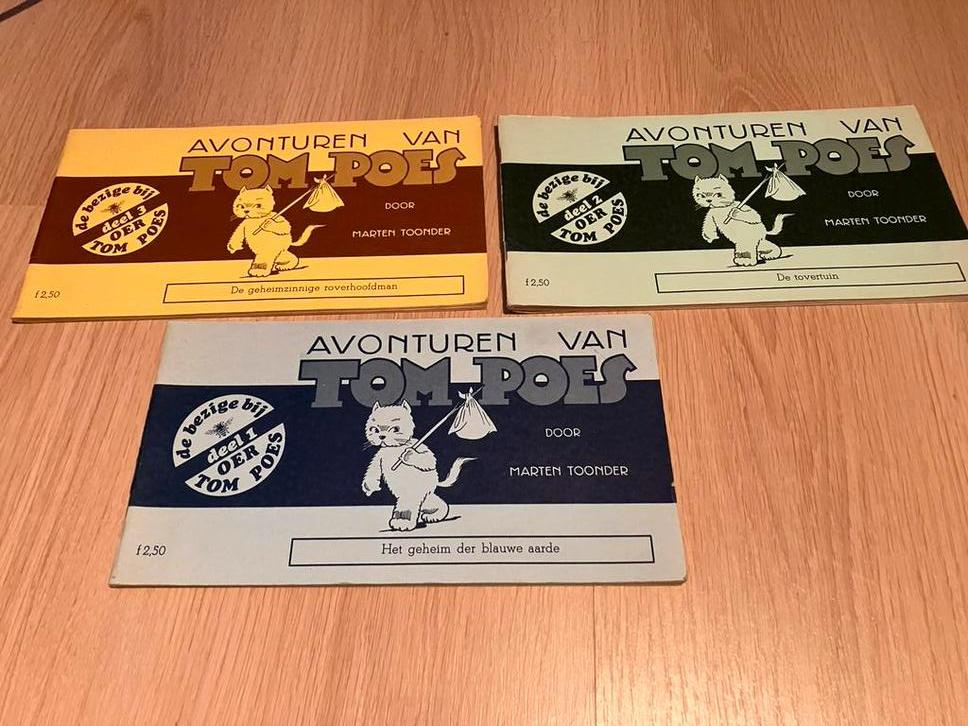 AVONTUREN VAN
TOM POES
DOOR
MARTEN TOONDER
de bezige bij
deel 3
OER
TOM POES
f 2,50
De geheimzinnige roverhoofdman
AVONTUREN VAN
TOM POES
DOOR
MARTEN TOONDER
de bezige bij
deel 2
OER
TOM POES
f 2,50
De tovertuin
AVONTUREN VAN
TOM POES
DOOR
MARTEN TOONDER
de bezige bij
deel 1
OER
TOM POES
f 2,50
Het geheim der blauwe aarde